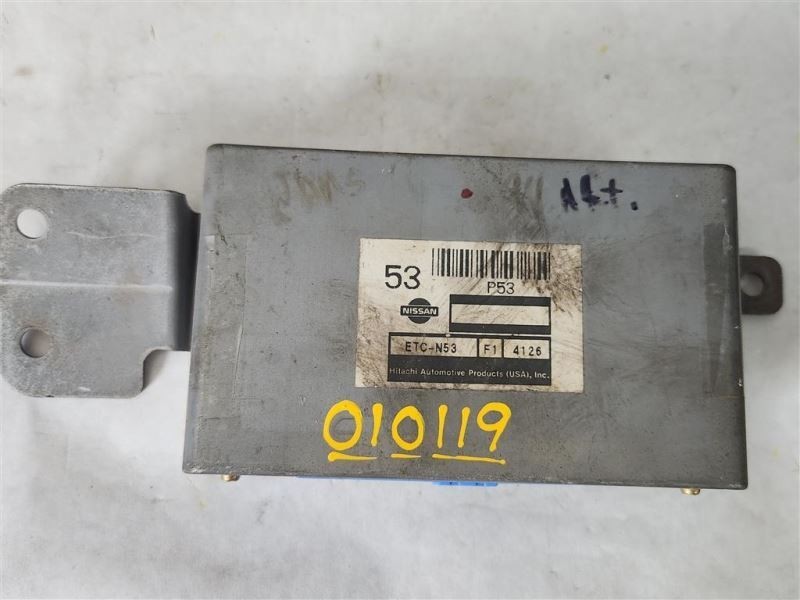 53
P53
NISSAN
ETC-N53 F1 4126
Hitachi Automotive Products (USA), Inc.
010119